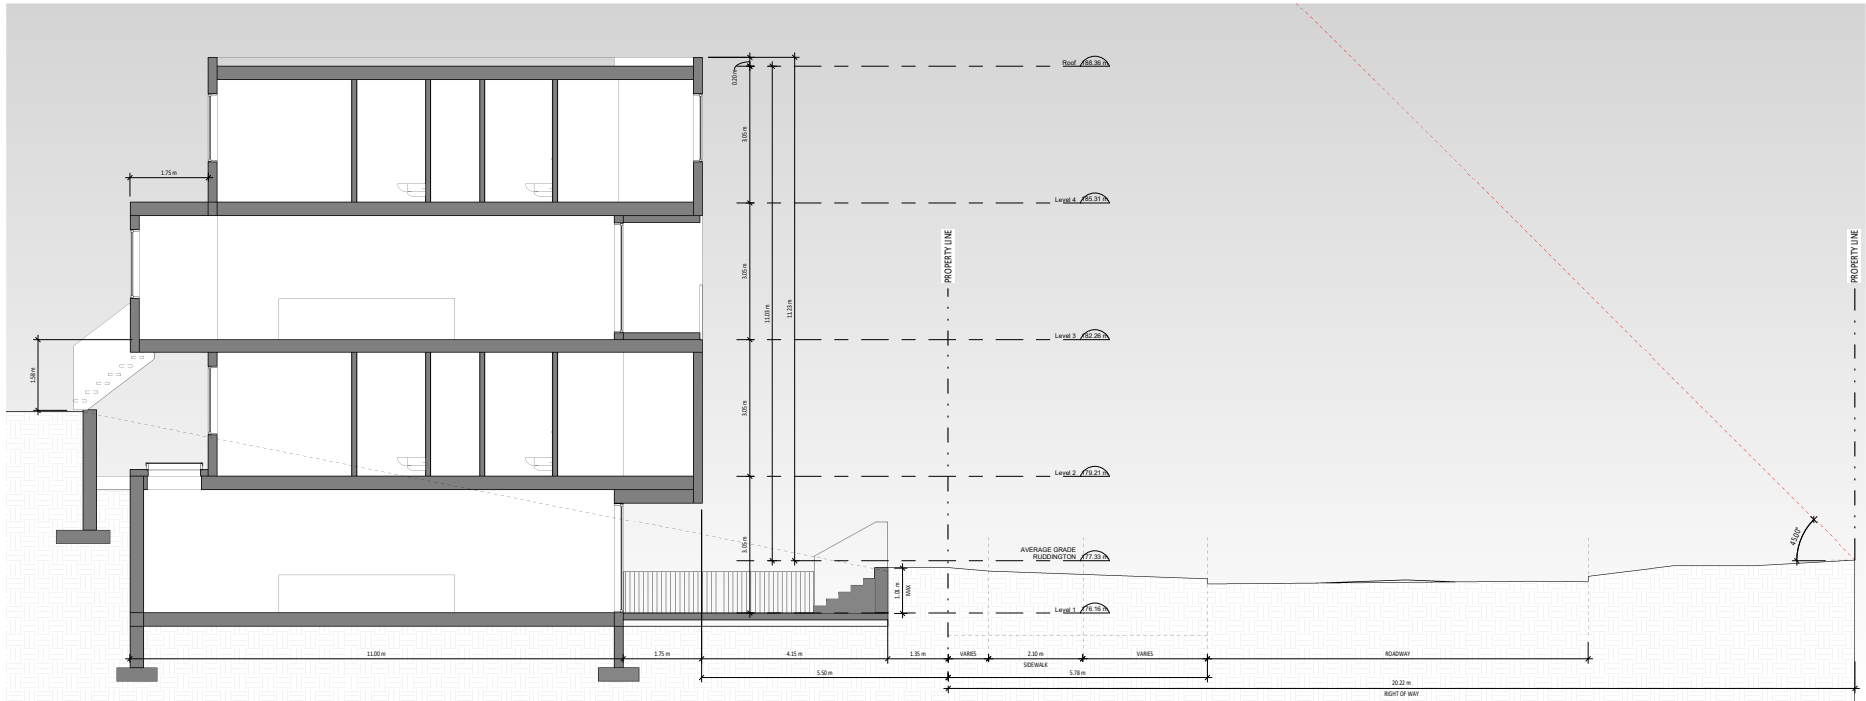 Roof 188.36 m
0.20 m
3.05 m
1.75 m
Level 4 185.31 m
PROPERTY LINE
PROPERTY LINE
3.05 m
11.03 m
11.23 m
Level 3 182.26 m
1.58 m
3.05 m
Level 2 179.21 m
45.00°
3.05 m
AVERAGE GRADE
RUDDINGTON 177.33 m
1.01 m
MAX
Level 1 176.16 m
11.00 m
1.75 m
4.15 m
1.35 m
VARIES
2.10 m
VARIES
ROADWAY
SIDEWALK
5.50 m
5.78 m
20.22 m
RIGHT OF WAY